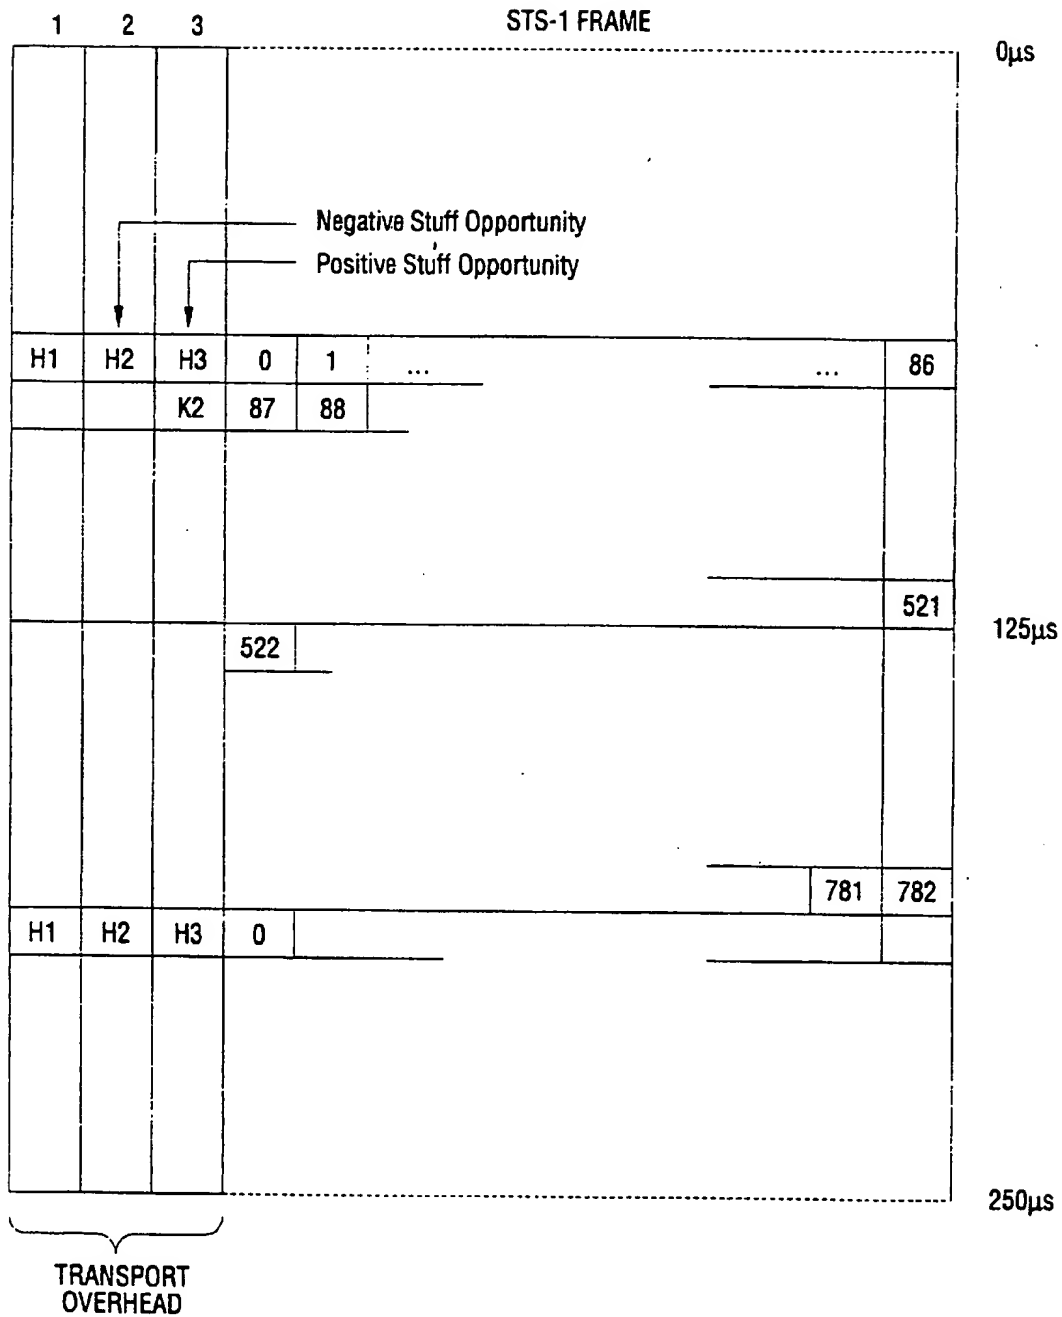 STS-1 FRAME
1 2 3
0µs
Negative Stuff Opportunity
Positive Stuff Opportunity
H1 H2 H3 0 1 ... ... 86
K2 87 88
521
125µs
522
781 782
H1 H2 H3 0
250µs
TRANSPORT
OVERHEAD